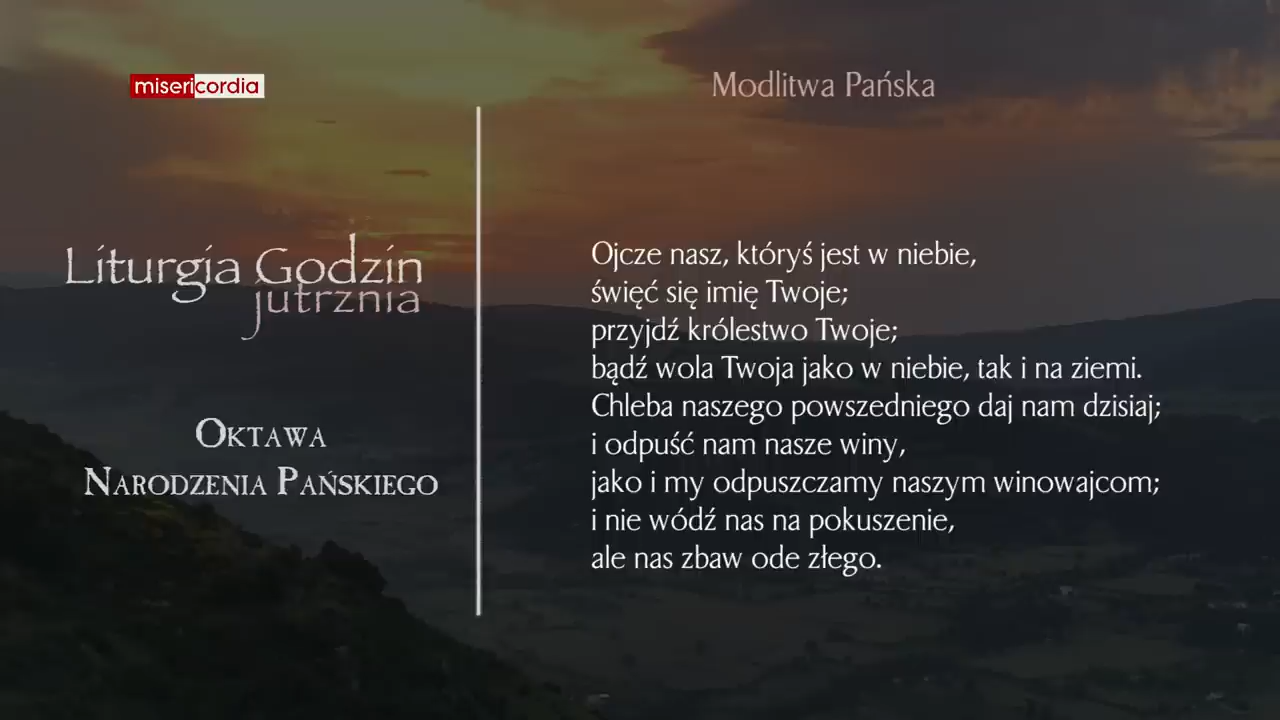 misericordia
Liturgia Godzin
jutrznia
Oktawa
Narodzenia Pańskiego
Modlitwa Pańska
Ojcze nasz, któryś jest w niebie,
święć się imię Twoje;
przyjdź królestwo Twoje;
bądź wola Twoja jako w niebie, tak i na ziemi.
Chleba naszego powszedniego daj nam dzisiaj;
i odpuść nam nasze winy,
jako i my odpuszczamy naszym winowajcom;
i nie wódź nas na pokuszenie,
ale nas zbaw ode złego.